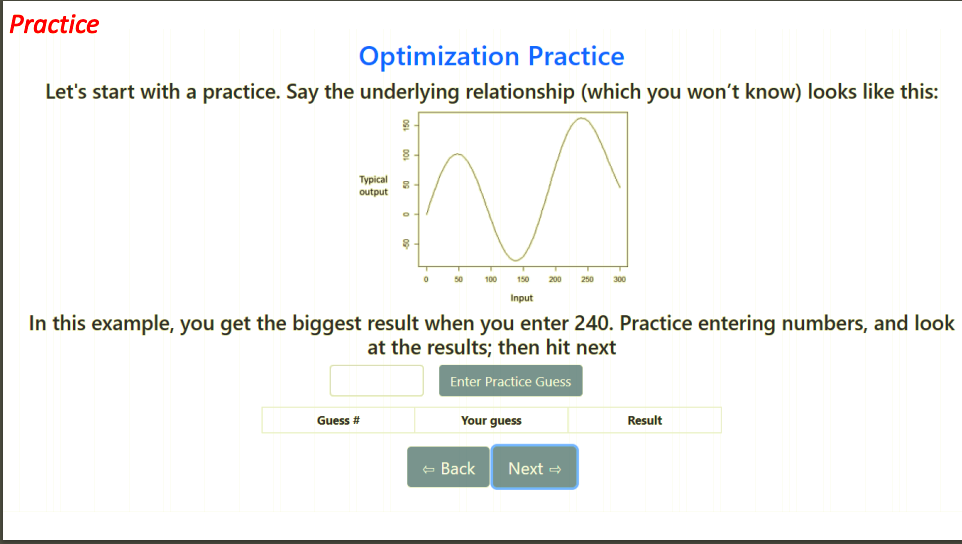 Practice
Optimization Practice
Let's start with a practice. Say the underlying relationship (which you won't know) looks like this:
150
100
50
0
-50
Typical
output
0 50 100 150 200 250 300
Input
In this example, you get the biggest result when you enter 240. Practice entering numbers, and look
at the results; then hit next
Enter Practice Guess
Guess # Your guess Result
⇦ Back Next ⇨